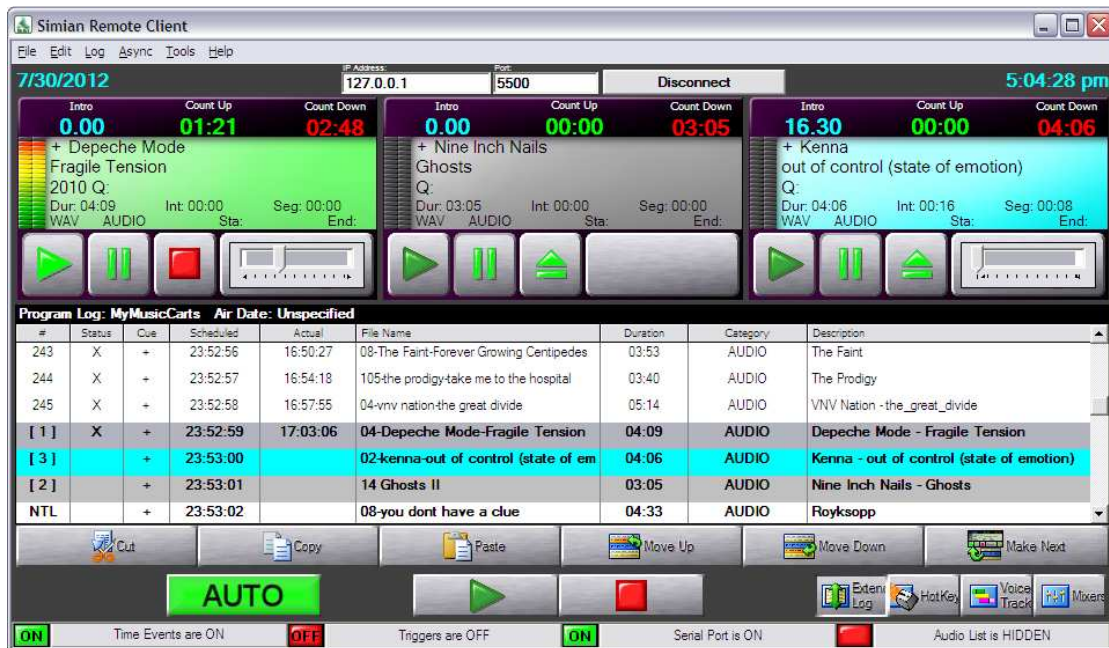 Simian Remote Client
File Edit Log Async Tools Help
7/30/2012
IP Address:
127.0.0.1
Port:
5500
Disconnect
5:04:28 pm
Intro Count Up Count Down
0.00 01:21 02:48
+ Depeche Mode
Fragile Tension
2010 Q:
Dur: 04:09 Int: 00:00 Seg: 00:00
WAV AUDIO Sta: End:
Intro Count Up Count Down
0.00 00:00 03:05
+ Nine Inch Nails
Ghosts
Q:
Dur: 03:05 Int: 00:00 Seg: 00:00
WAV AUDIO Sta: End:
Intro Count Up Count Down
16.30 00:00 04:06
+ Kenna
out of control (state of emotion)
Q:
Dur: 04:06 Int: 00:16 Seg: 00:08
WAV AUDIO Sta: End:
Program Log: MyMusicCarts Air Date: Unspecified
# Status Cue Scheduled Actual File Name Duration Category Description
243 X + 23:52:56 16:50:27 08-The Faint-Forever Growing Centipedes 03:53 AUDIO The Faint
244 X + 23:52:57 16:54:18 105-the prodigy-take me to the hospital 03:40 AUDIO The Prodigy
245 X + 23:52:58 16:57:55 04-vnv nation-the great divide 05:14 AUDIO VNV Nation - the_great_divide
[ 1 ] X + 23:52:59 17:03:06 04-Depeche Mode-Fragile Tension 04:09 AUDIO Depeche Mode - Fragile Tension
[ 3 ] + 23:53:00 02-kenna-out of control (state of em 04:06 AUDIO Kenna - out of control (state of emotion)
[ 2 ] + 23:53:01 14 Ghosts II 03:05 AUDIO Nine Inch Nails - Ghosts
NTL + 23:53:02 08-you dont have a clue 04:33 AUDIO Royksopp
Cut Copy Paste Move Up Move Down Make Next
AUTO
Exten Log
HotKey
Voice Track
Mixers
ON Time Events are ON OFF Triggers are OFF ON Serial Port is ON Audio List is HIDDEN